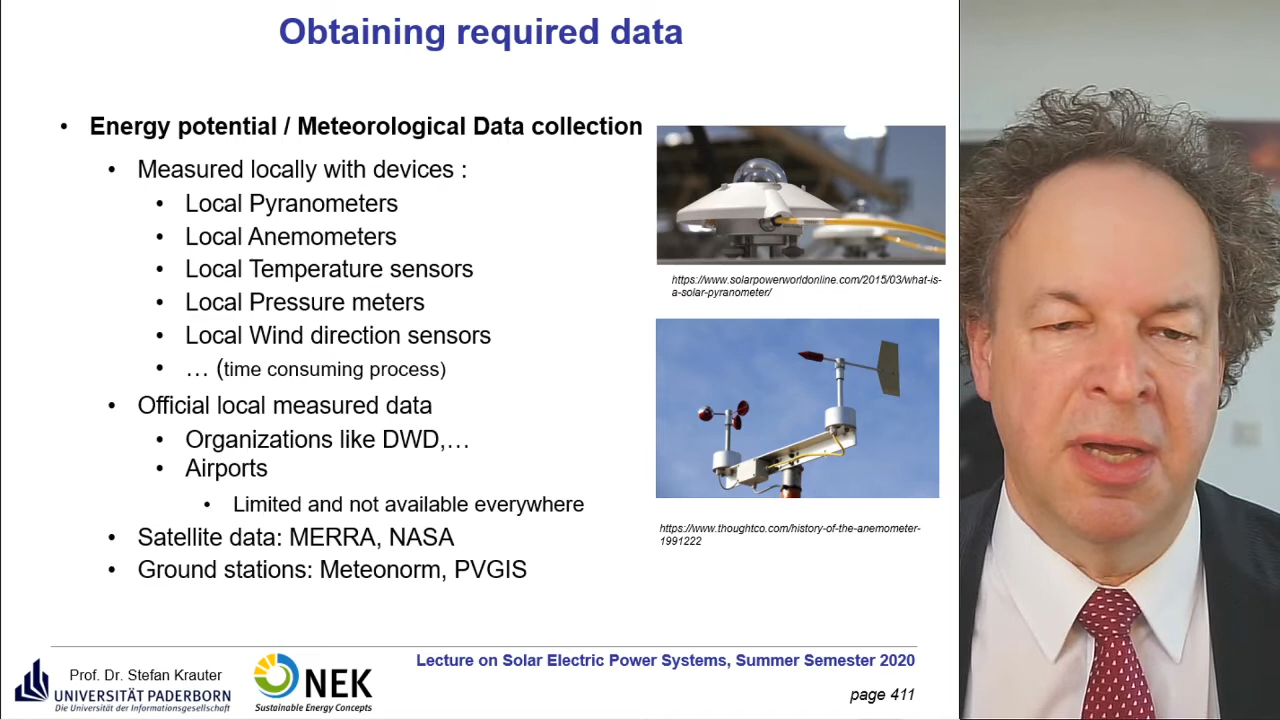 Obtaining required data
• Energy potential / Meteorological Data collection
• Measured locally with devices :
• Local Pyranometers
• Local Anemometers
• Local Temperature sensors
• Local Pressure meters
• Local Wind direction sensors
• … (time consuming process)
• Official local measured data
• Organizations like DWD,…
• Airports
• Limited and not available everywhere
• Satellite data: MERRA, NASA
• Ground stations: Meteonorm, PVGIS
https://www.solarpowerworldonline.com/2015/03/what-is-
a-solar-pyranometer/
https://www.thoughtco.com/history-of-the-anemometer-
1991222
Prof. Dr. Stefan Krauter
UNIVERSITÄT PADERBORN
Die Universität der Informationsgesellschaft
NEK
Sustainable Energy Concepts
Lecture on Solar Electric Power Systems, Summer Semester 2020
page 411